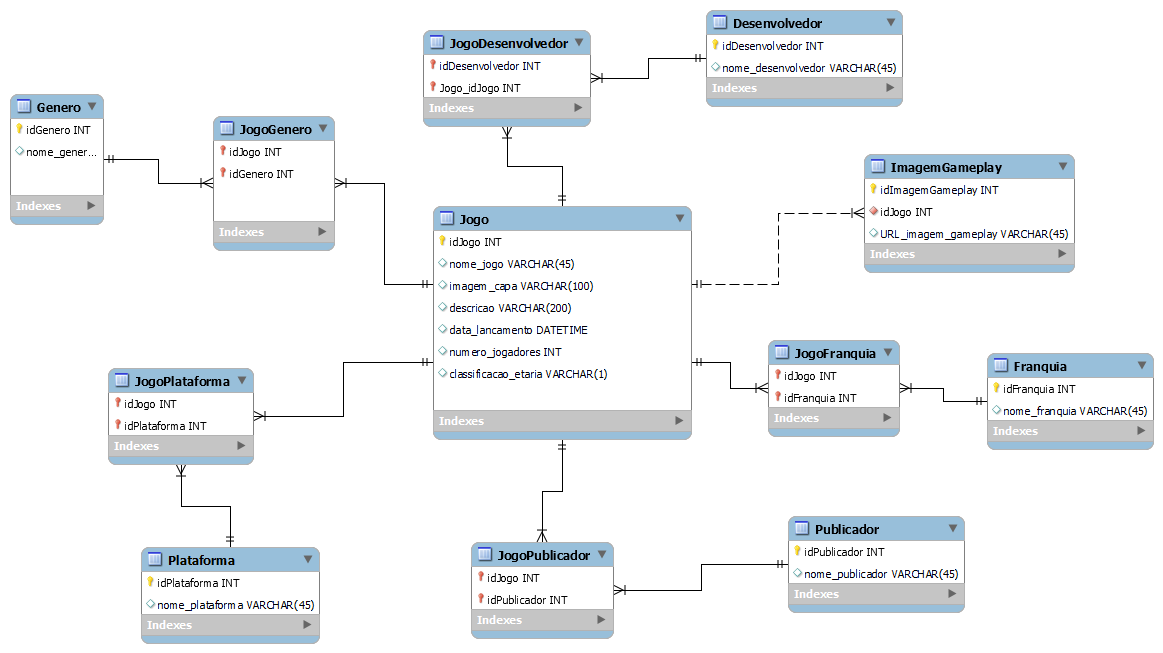 JogoDesenvolvedor
idDesenvolvedor INT
Jogo_idJogo INT
Indexes
Desenvolvedor
idDesenvolvedor INT
nome_desenvolvedor VARCHAR(45)
Indexes
Genero
idGenero INT
nome_gener...
Indexes
JogoGenero
idJogo INT
idGenero INT
Indexes
ImagemGameplay
idImagemGameplay INT
idJogo INT
URL_imagem_gameplay VARCHAR(45)
Indexes
Jogo
idJogo INT
nome_jogo VARCHAR(45)
imagem_capa VARCHAR(100)
descricao VARCHAR(200)
data_lancamento DATETIME
numero_jogadores INT
classificacao_etaria VARCHAR(1)
Indexes
JogoFranquia
idJogo INT
idFranquia INT
Indexes
Franquia
idFranquia INT
nome_franquia VARCHAR(45)
Indexes
JogoPlataforma
idJogo INT
idPlataforma INT
Indexes
Plataforma
idPlataforma INT
nome_plataforma VARCHAR(45)
Indexes
JogoPublicador
idJogo INT
idPublicador INT
Indexes
Publicador
idPublicador INT
nome_publicador VARCHAR(45)
Indexes